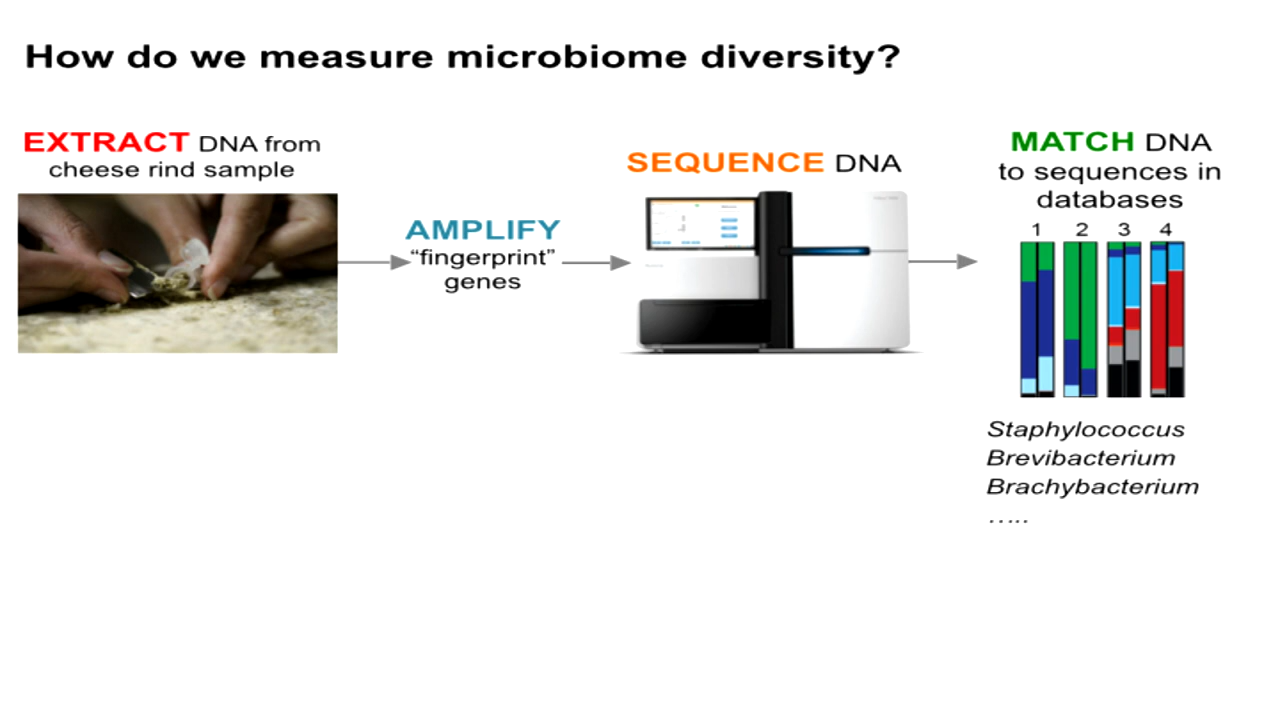 How do we measure microbiome diversity?
EXTRACT DNA from
cheese rind sample
AMPLIFY
“fingerprint”
genes
SEQUENCE DNA
MATCH DNA
to sequences in
databases
1 2 3 4
Staphylococcus
Brevibacterium
Brachybacterium
…..